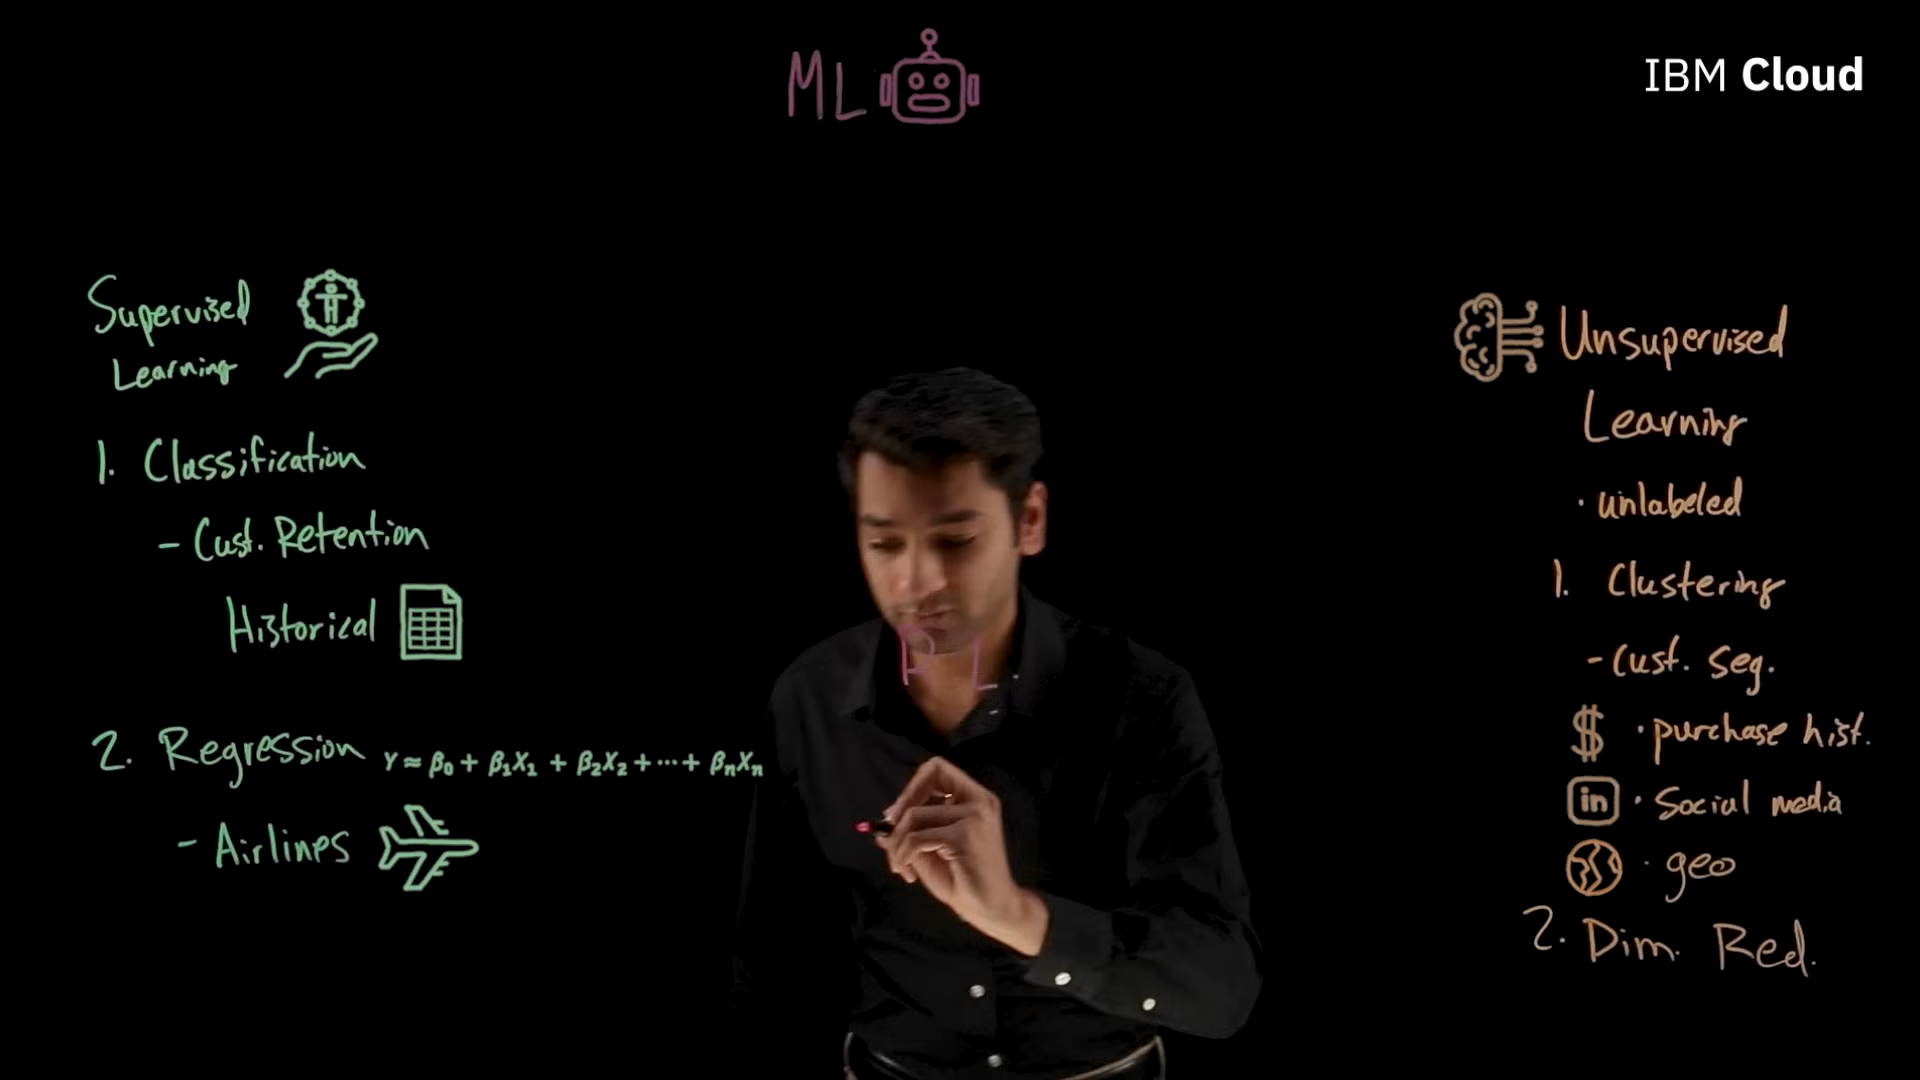 ML
IBM Cloud
Supervised
Learning
1. Classification
- Cust. Retention
Historical
2. Regression Y ≈ β₀ + β₁X₁ + β₂X₂ + ⋯ + βₙXₙ
- Airlines
R L
Unsupervised
Learning
· unlabeled
1. Clustering
- Cust. Seg.
$ · purchase hist.
in · Social media
· geo
2. Dim. Red.